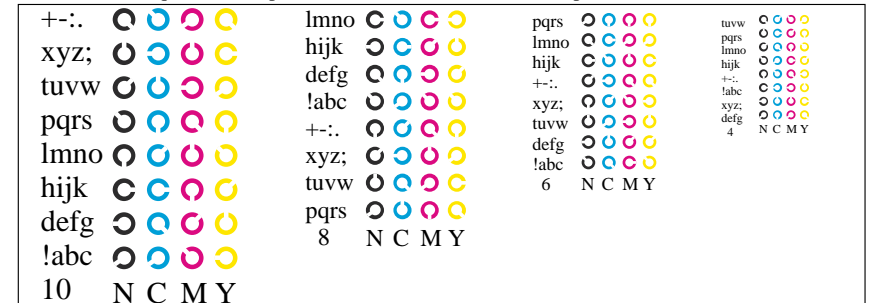 +-:.
xyz;
tuvw
pqrs
lmno
hijk
defg
!abc
10 N C M Y
lmno
hijk
defg
!abc
+-:.
xyz;
tuvw
pqrs
8 N C M Y
pqrs
lmno
hijk
+-:.
xyz;
tuvw
defg
!abc
6 N C M Y
tuvw
pqrs
lmno
hijk
+-:.
!abc
xyz;
defg
4 N C M Y